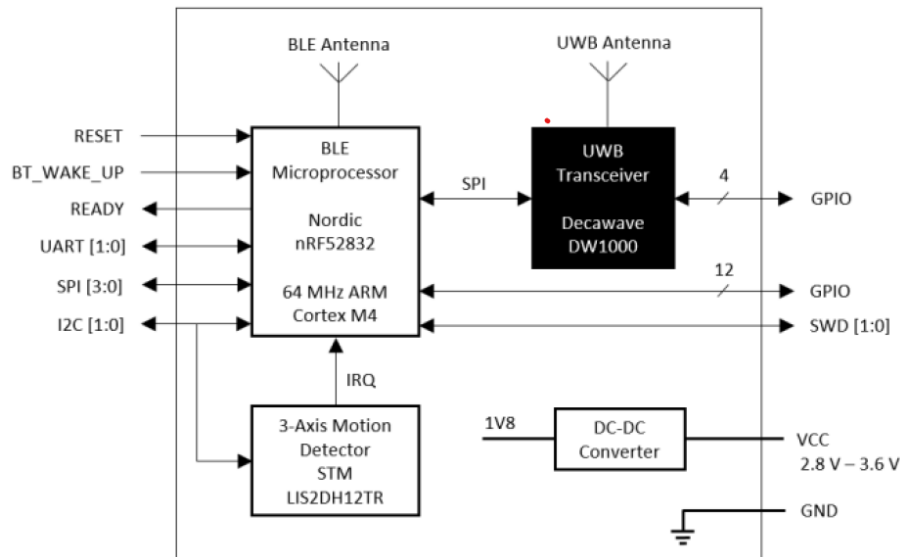 BLE Antenna
UWB Antenna
RESET
BT_WAKE_UP
READY
UART [1:0]
SPI [3:0]
I2C [1:0]
BLE
Microprocessor
Nordic
nRF52832
64 MHz ARM
Cortex M4
SPI
UWB
Transceiver
Decawave
DW1000
4
GPIO
12
GPIO
SWD [1:0]
IRQ
3-Axis Motion
Detector
STM
LIS2DH12TR
1V8
DC-DC
Converter
VCC
2.8 V – 3.6 V
GND